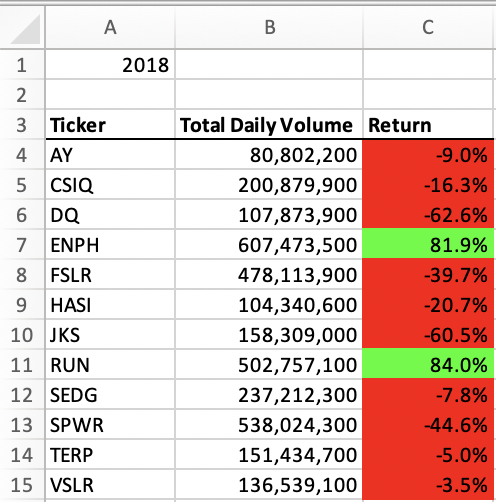 A B C
1 2018
2
3 Ticker Total Daily Volume Return
4 AY 80,802,200 -9.0%
5 CSIQ 200,879,900 -16.3%
6 DQ 107,873,900 -62.6%
7 ENPH 607,473,500 81.9%
8 FSLR 478,113,900 -39.7%
9 HASI 104,340,600 -20.7%
10 JKS 158,309,000 -60.5%
11 RUN 502,757,100 84.0%
12 SEDG 237,212,300 -7.8%
13 SPWR 538,024,300 -44.6%
14 TERP 151,434,700 -5.0%
15 VSLR 136,539,100 -3.5%